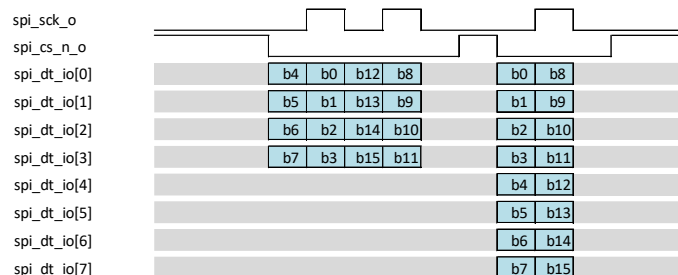 spi_sck_o
spi_cs_n_o
spi_dt_io[0] b4 b0 b12 b8 b0 b8
spi_dt_io[1] b5 b1 b13 b9 b1 b9
spi_dt_io[2] b6 b2 b14 b10 b2 b10
spi_dt_io[3] b7 b3 b15 b11 b3 b11
spi_dt_io[4] b4 b12
spi_dt_io[5] b5 b13
spi_dt_io[6] b6 b14
spi_dt_io[7] b7 b15